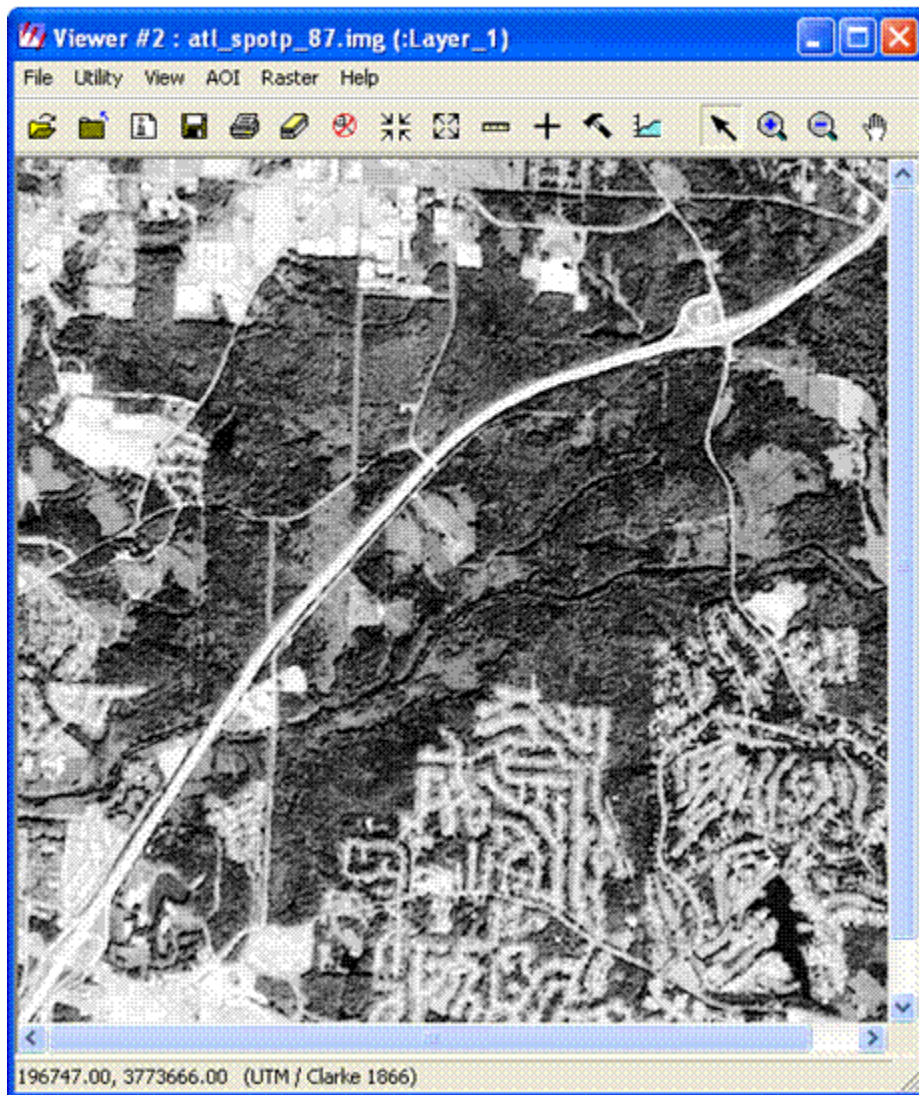 Viewer #2 : atl_spotp_87.img (:Layer_1)
File Utility View AOI Raster Help
196747.00, 3773666.00 (UTM / Clarke 1866)